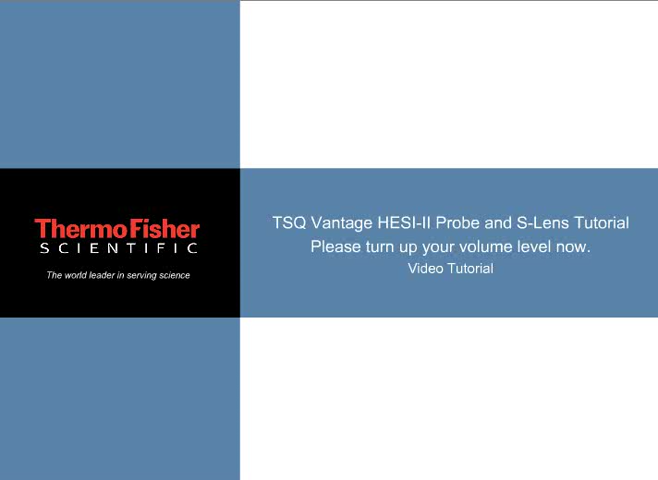 ThermoFisher
SCIENTIFIC
The world leader in serving science
TSQ Vantage HESI-II Probe and S-Lens Tutorial
Please turn up your volume level now.
Video Tutorial